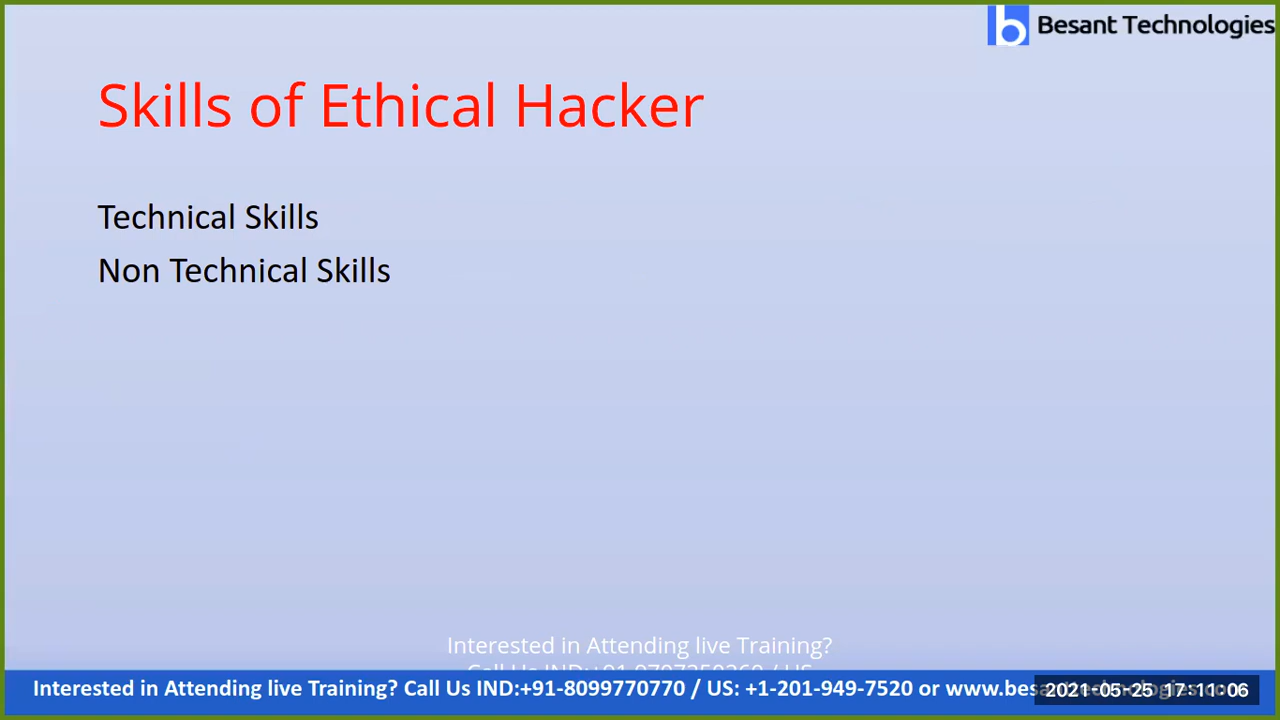 Besant Technologies
Skills of Ethical Hacker
Technical Skills
Non Technical Skills
Interested in Attending live Training?
Interested in Attending live Training? Call Us IND:+91-8099770770 / US: +1-201-949-7520 or www.besanttechnologies.com
2021-05-25 17:11:06